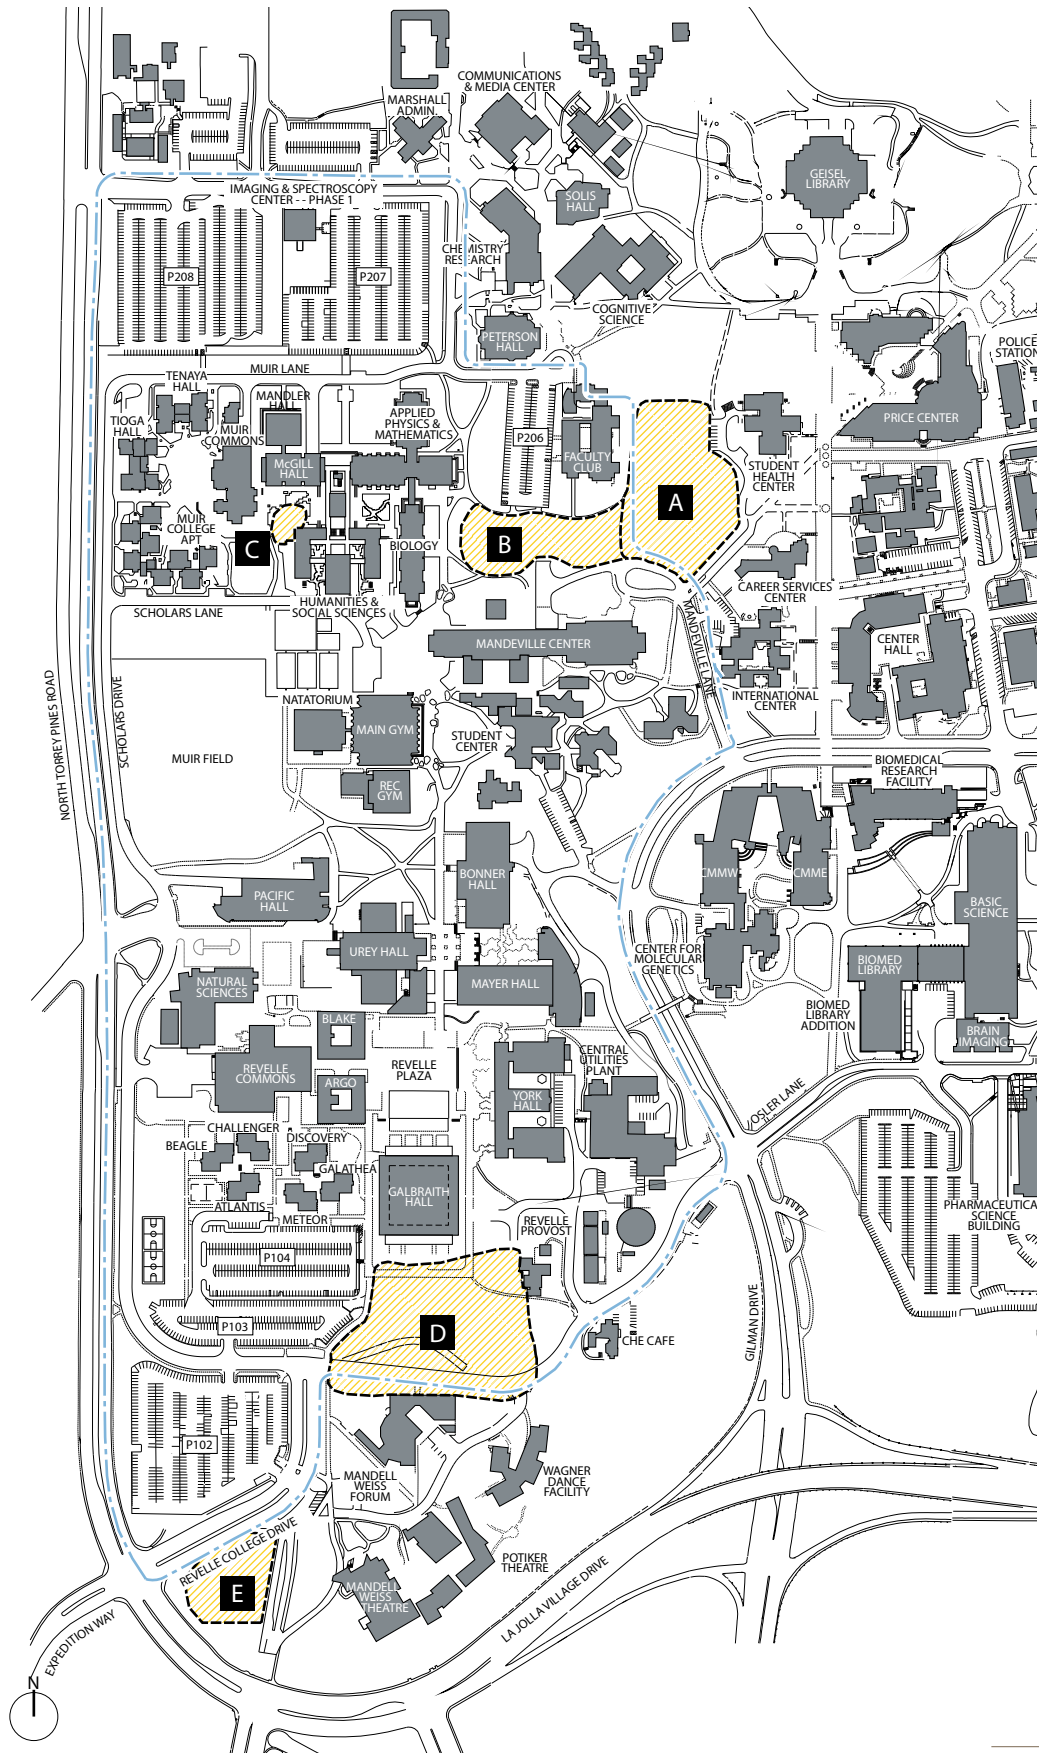 COMMUNICATIONS
& MEDIA CENTER
MARSHALL
ADMIN.
GEISEL
LIBRARY
IMAGING & SPECTROSCOPY
CENTER - - PHASE 1
SOLIS
HALL
CHEMISTRY
RESEARCH
P208
P207
COGNITIVE
SCIENCE
PETERSON
HALL
POLICE
STATION
MUIR LANE
TENAYA
HALL
MANDLER
HALL
TIOGA
HALL
MUIR
COMMONS
APPLIED
PHYSICS &
MATHEMATICS
P206
PRICE CENTER
FACULTY
CLUB
McGILL
HALL
STUDENT
HEALTH
CENTER
A
MUIR
COLLEGE
APT
C
B
BIOLOGY
CAREER SERVICES
CENTER
SCHOLARS LANE
HUMANITIES &
SOCIAL SCIENCES
MANDEVILLE CENTER
MANDEVILLE LANE
CENTER
HALL
NORTH TORREY PINES ROAD
SCHOLARS DRIVE
NATATORIUM
INTERNATIONAL
CENTER
MAIN GYM
STUDENT
CENTER
MUIR FIELD
REC
GYM
BIOMEDICAL
RESEARCH
FACILITY
BONNER
HALL
CMMW
CMME
PACIFIC
HALL
BASIC
SCIENCE
UREY HALL
CENTER FOR
MOLECULAR
GENETICS
BIOMED
LIBRARY
NATURAL
SCIENCES
MAYER HALL
BIOMED
LIBRARY
ADDITION
BLAKE
BRAIN
IMAGING
REVELLE
COMMONS
REVELLE
PLAZA
CENTRAL
UTILITIES
PLANT
ARGO
YORK
HALL
OSLER LANE
CHALLENGER
BEAGLE
DISCOVERY
GALATHEA
GALBRAITH
HALL
ATLANTIS
METEOR
REVELLE
PROVOST
PHARMACEUTICA
SCIENCE
BUILDING
P104
P103
D
CHE CAFE
GILMAN DRIVE
P102
MANDELL
WEISS
FORUM
WAGNER
DANCE
FACILITY
REVELLE COLLEGE DRIVE
POTIKER
THEATRE
E
MANDELL
WEISS
THEATRE
LA JOLLA VILLAGE DRIVE
EXPEDITION WAY
N